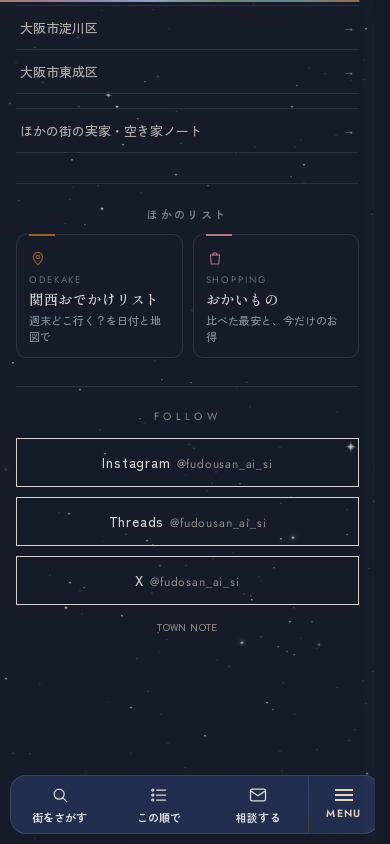 大阪市淀川区 →
大阪市東成区 →
ほかの街の実家・空き家ノート →
ほかのリスト
ODEKAKE
関西おでかけリスト
週末どこ行く？を日付と地
図で
SHOPPING
おかいもの
比べた最安と、今だけのお
得
FOLLOW
Instagram @fudousan_ai_si
Threads @fudousan_ai_si
X @fudosan_ai_si
TOWN NOTE
街をさがす
この順で
相談する
MENU